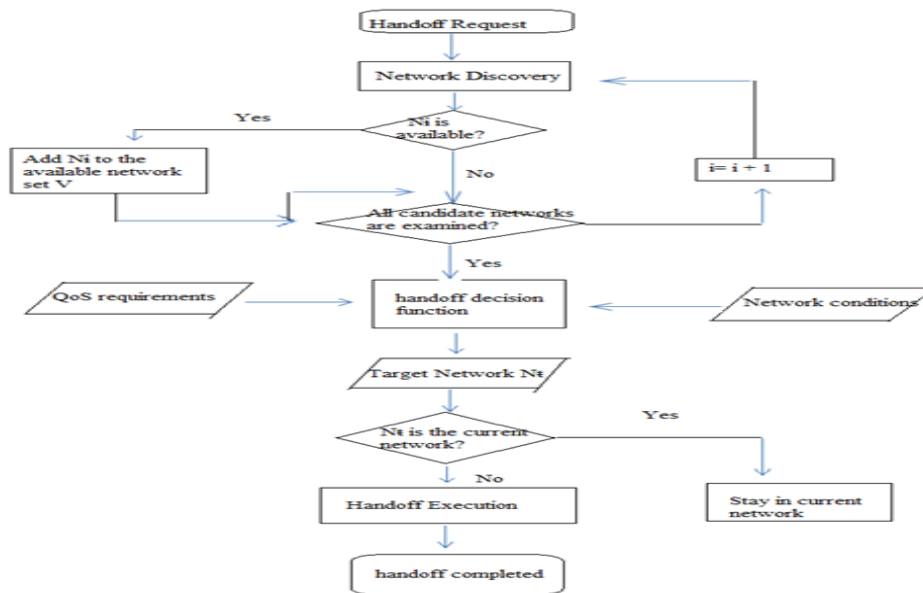 Handoff Request
Network Discovery
Yes
Ni is
available?
Add Ni to the
available network
set V
No
i= i + 1
All candidate networks
are examined?
Yes
QoS requirements
handoff decision
function
Network conditions
Target Network Nt
Yes
Nt is the current
network?
No
Handoff Execution
Stay in current
network
handoff completed